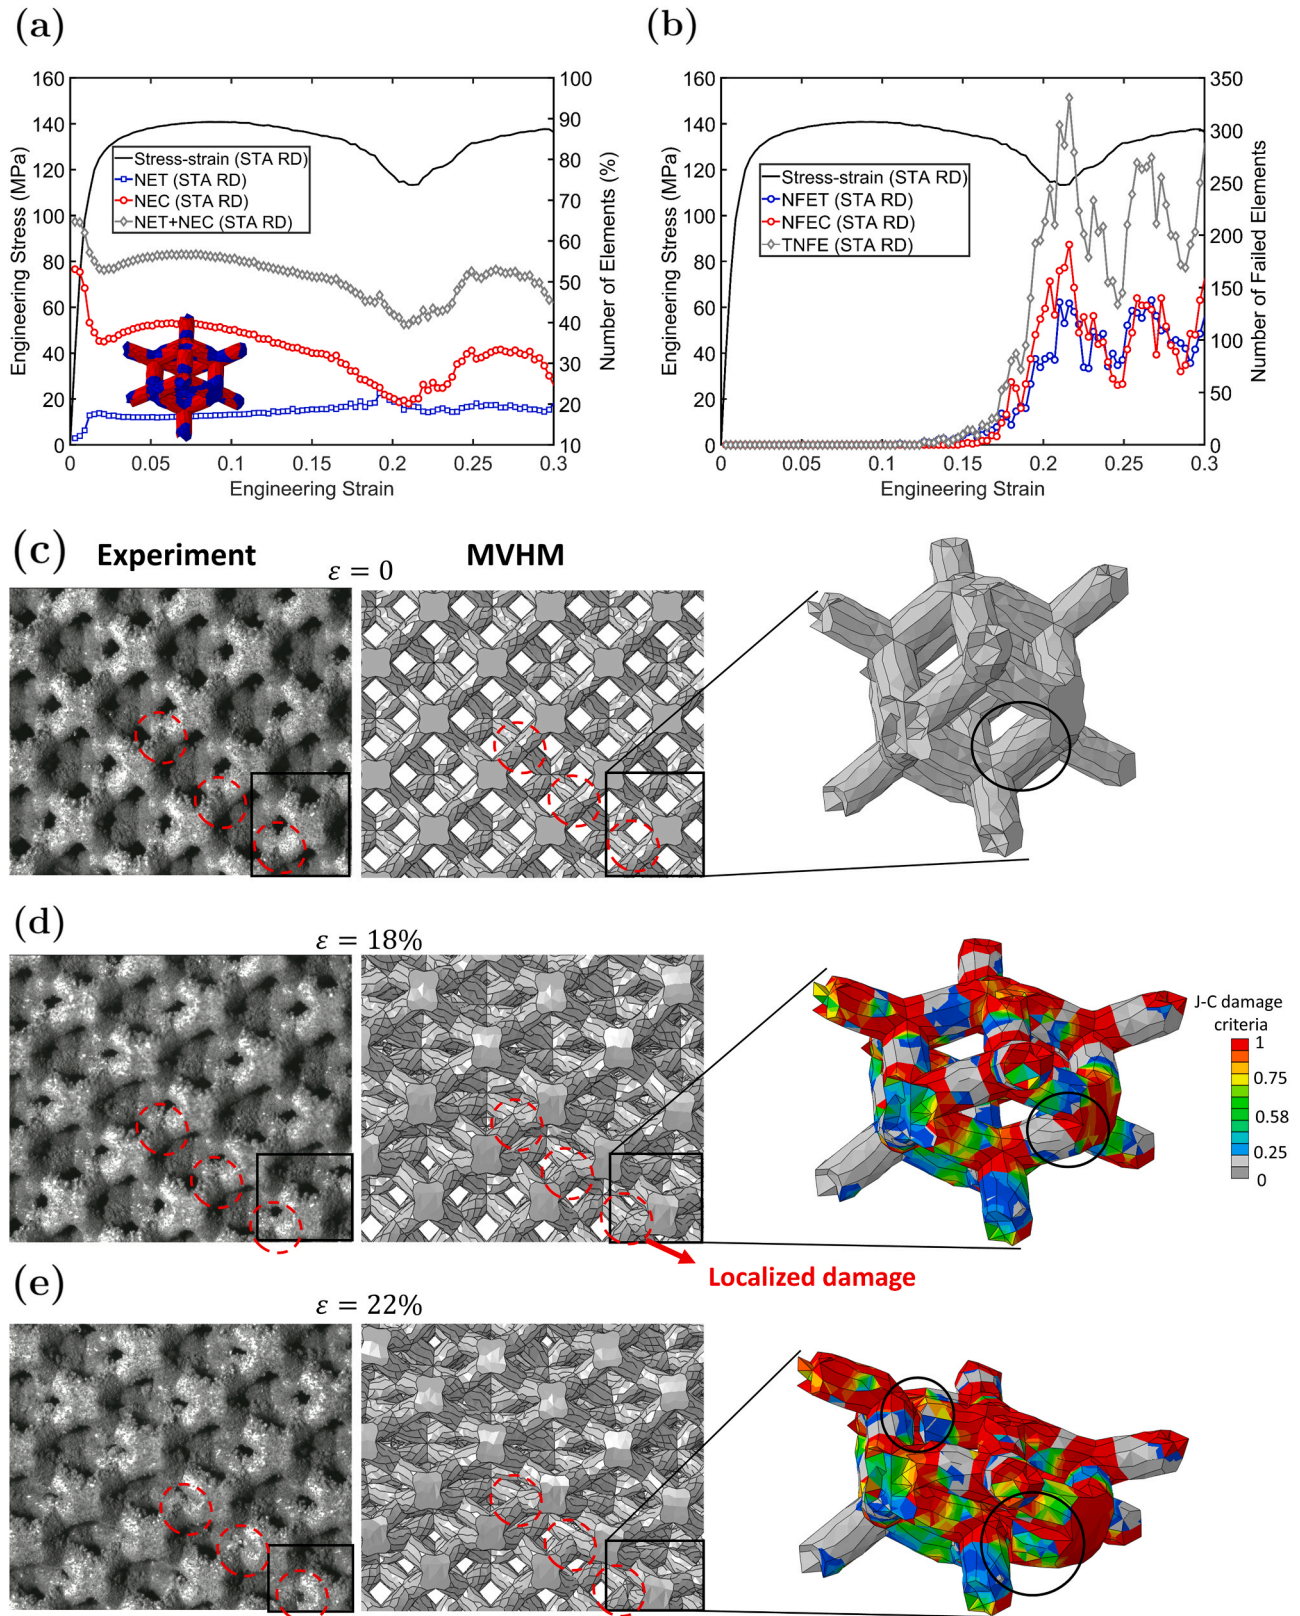 (a)
160
140
120
100
80
60
40
20
0
Engineering Stress (MPa)
100
90
80
70
60
50
40
30
20
10
Number of Elements (%)
Stress-strain (STA RD)
NET (STA RD)
NEC (STA RD)
NET+NEC (STA RD)
0 0.05 0.1 0.15 0.2 0.25 0.3
Engineering Strain
(b)
160
140
120
100
80
60
40
20
0
Engineering Stress (MPa)
350
300
250
200
150
100
50
0
Number of Failed Elements
Stress-strain (STA RD)
NFET (STA RD)
NFEC (STA RD)
TNFE (STA RD)
0 0.05 0.1 0.15 0.2 0.25 0.3
Engineering Strain
(c)
Experiment
MVHM
ε = 0
(d)
ε = 18%
J-C damage
criteria
1
0.75
0.58
0.25
0
Localized damage
(e)
ε = 22%